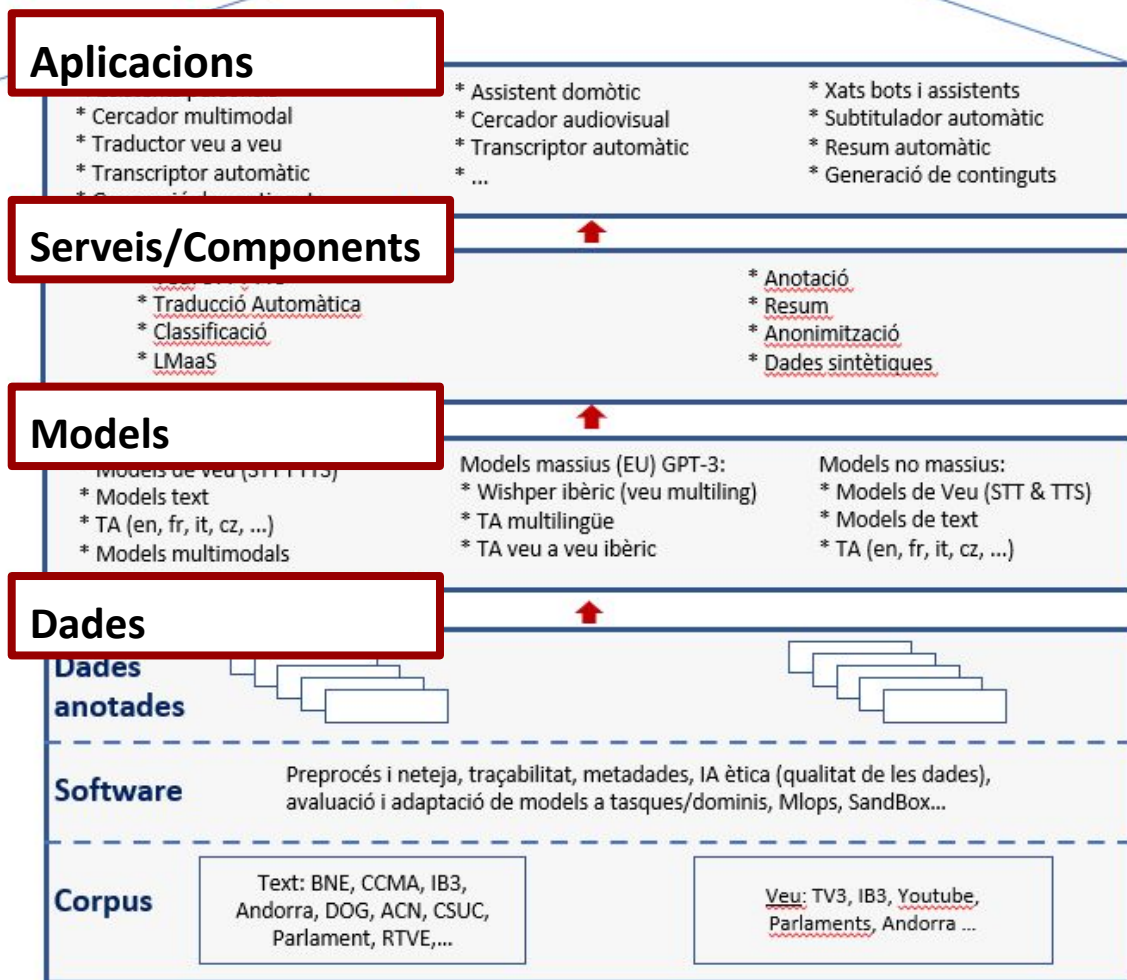 Aplicacions
* Cercador multimodal
* Traductor veu a veu
* Transcriptor automàtic
* Assistent domòtic
* Cercador audiovisual
* Transcriptor automàtic
* ...
* Xats bots i assistents
* Subtitulador automàtic
* Resum automàtic
* Generació de continguts
Serveis/Components
* Traducció Automàtica
* Classificació
* LMaaS
* Anotació
* Resum
* Anonimització
* Dades sintètiques
Models
Models de veu (STT i TTS)
* Models text
* TA (en, fr, it, cz, ...)
* Models multimodals
Models massius (EU) GPT-3:
* Wishper ibèric (veu multiling)
* TA multilingüe
* TA veu a veu ibèric
Models no massius:
* Models de Veu (STT & TTS)
* Models de text
* TA (en, fr, it, cz, ...)
Dades
Dades
anotades
Software
Preprocés i neteja, traçabilitat, metadades, IA ètica (qualitat de les dades),
avaluació i adaptació de models a tasques/dominis, Mlops, SandBox...
Corpus
Text: BNE, CCMA, IB3,
Andorra, DOG, ACN, CSUC,
Parlament, RTVE,...
Veu: TV3, IB3, Youtube,
Parlaments, Andorra ...